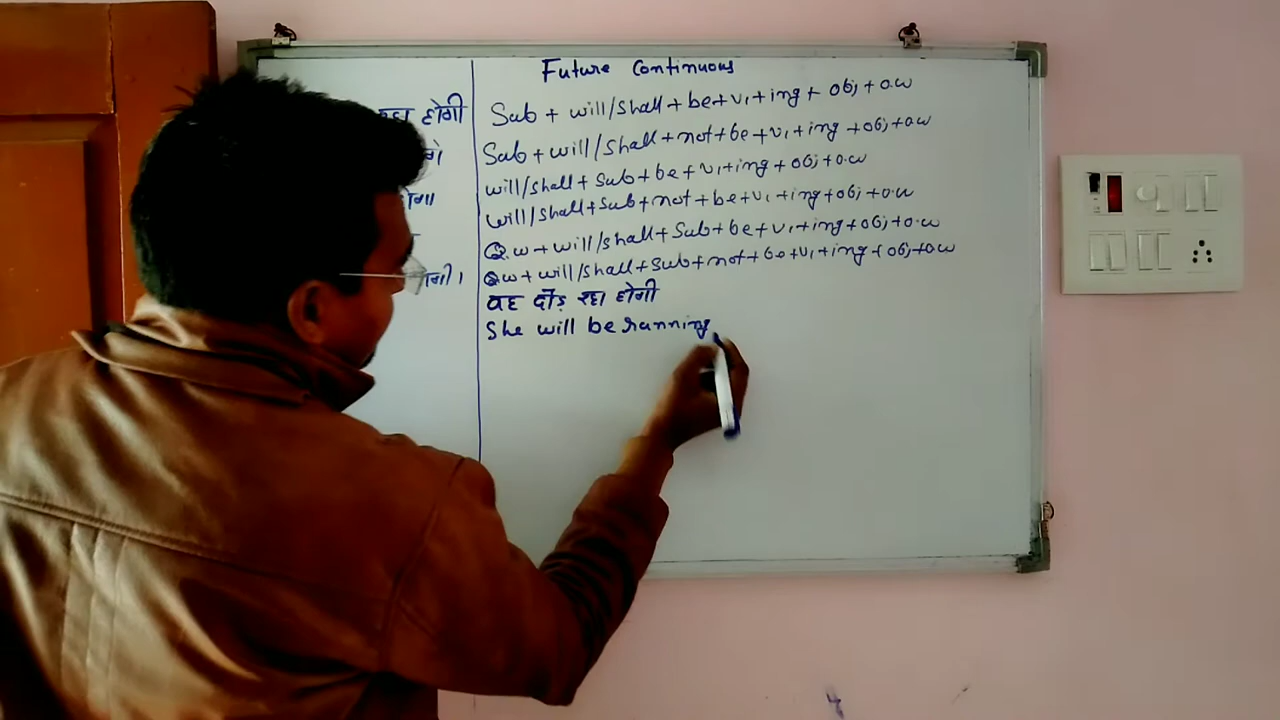 Future Continuous
होगी
Sub + will/shall + be + v1 + ing + obj + o.w
Sub + will/shall + not + be + v1 + ing + obj + o.w
will/shall + sub + be + v1 + ing + obj + o.w
will/shall + sub + not + be + v1 + ing + obj + o.w
Q.w + will/shall + Sub + be + v1 + ing + obj + o.w
Q.w + will/shall + sub + not + be + v1 + ing + obj + o.w
वह दौड़ रहा होगी
She will be running